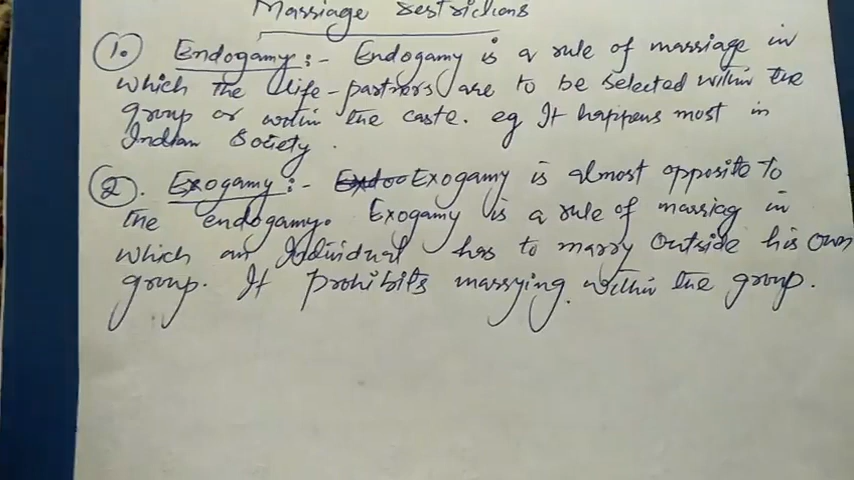 Marriage restrictions
1. Endogamy :- Endogamy is a rule of marriage in
which the life-partners are to be selected within the
group or within the caste. eg It happens most in
Indian Society.
2. Exogamy :- Exogamy is almost opposite to
the endogamy. Exogamy is a rule of marriag in
which an Individual has to marry outside his own
group. It prohibits marrying within the group.